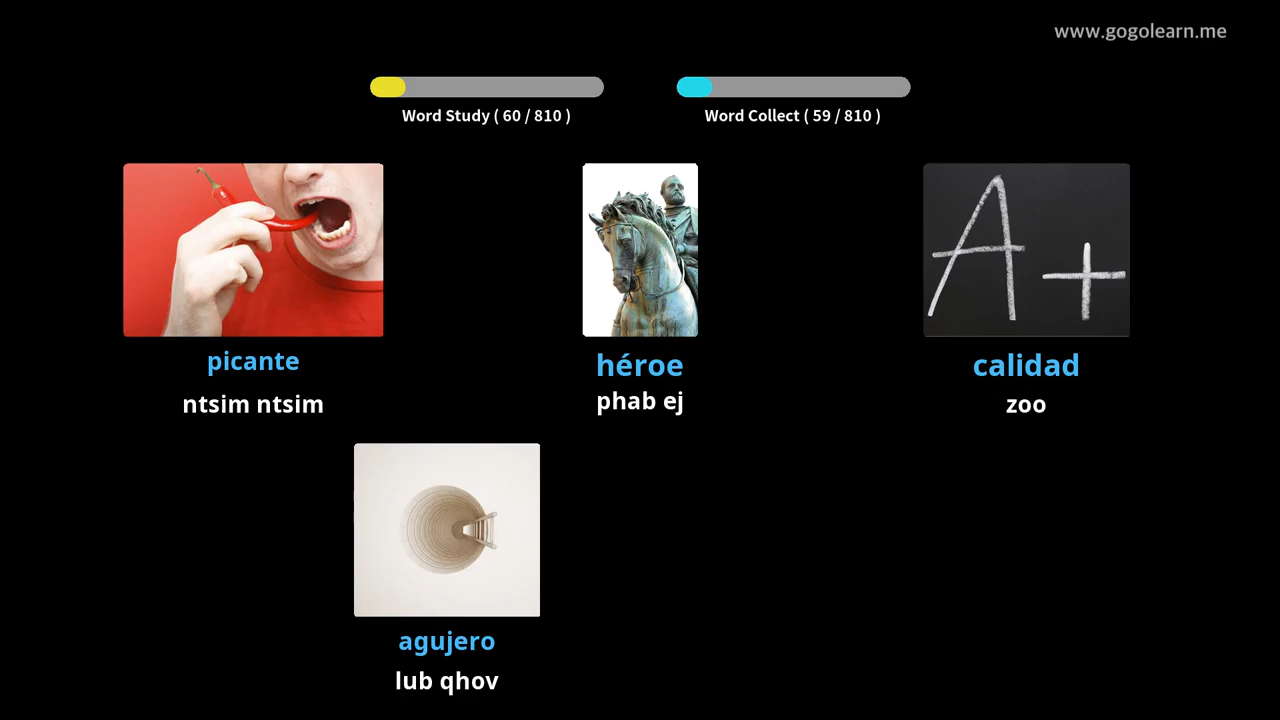 www.gogolearn.me
Word Study ( 60 / 810 )
Word Collect ( 59 / 810 )
A+
picante
ntsim ntsim
héroe
phab ej
calidad
zoo
agujero
lub qhov